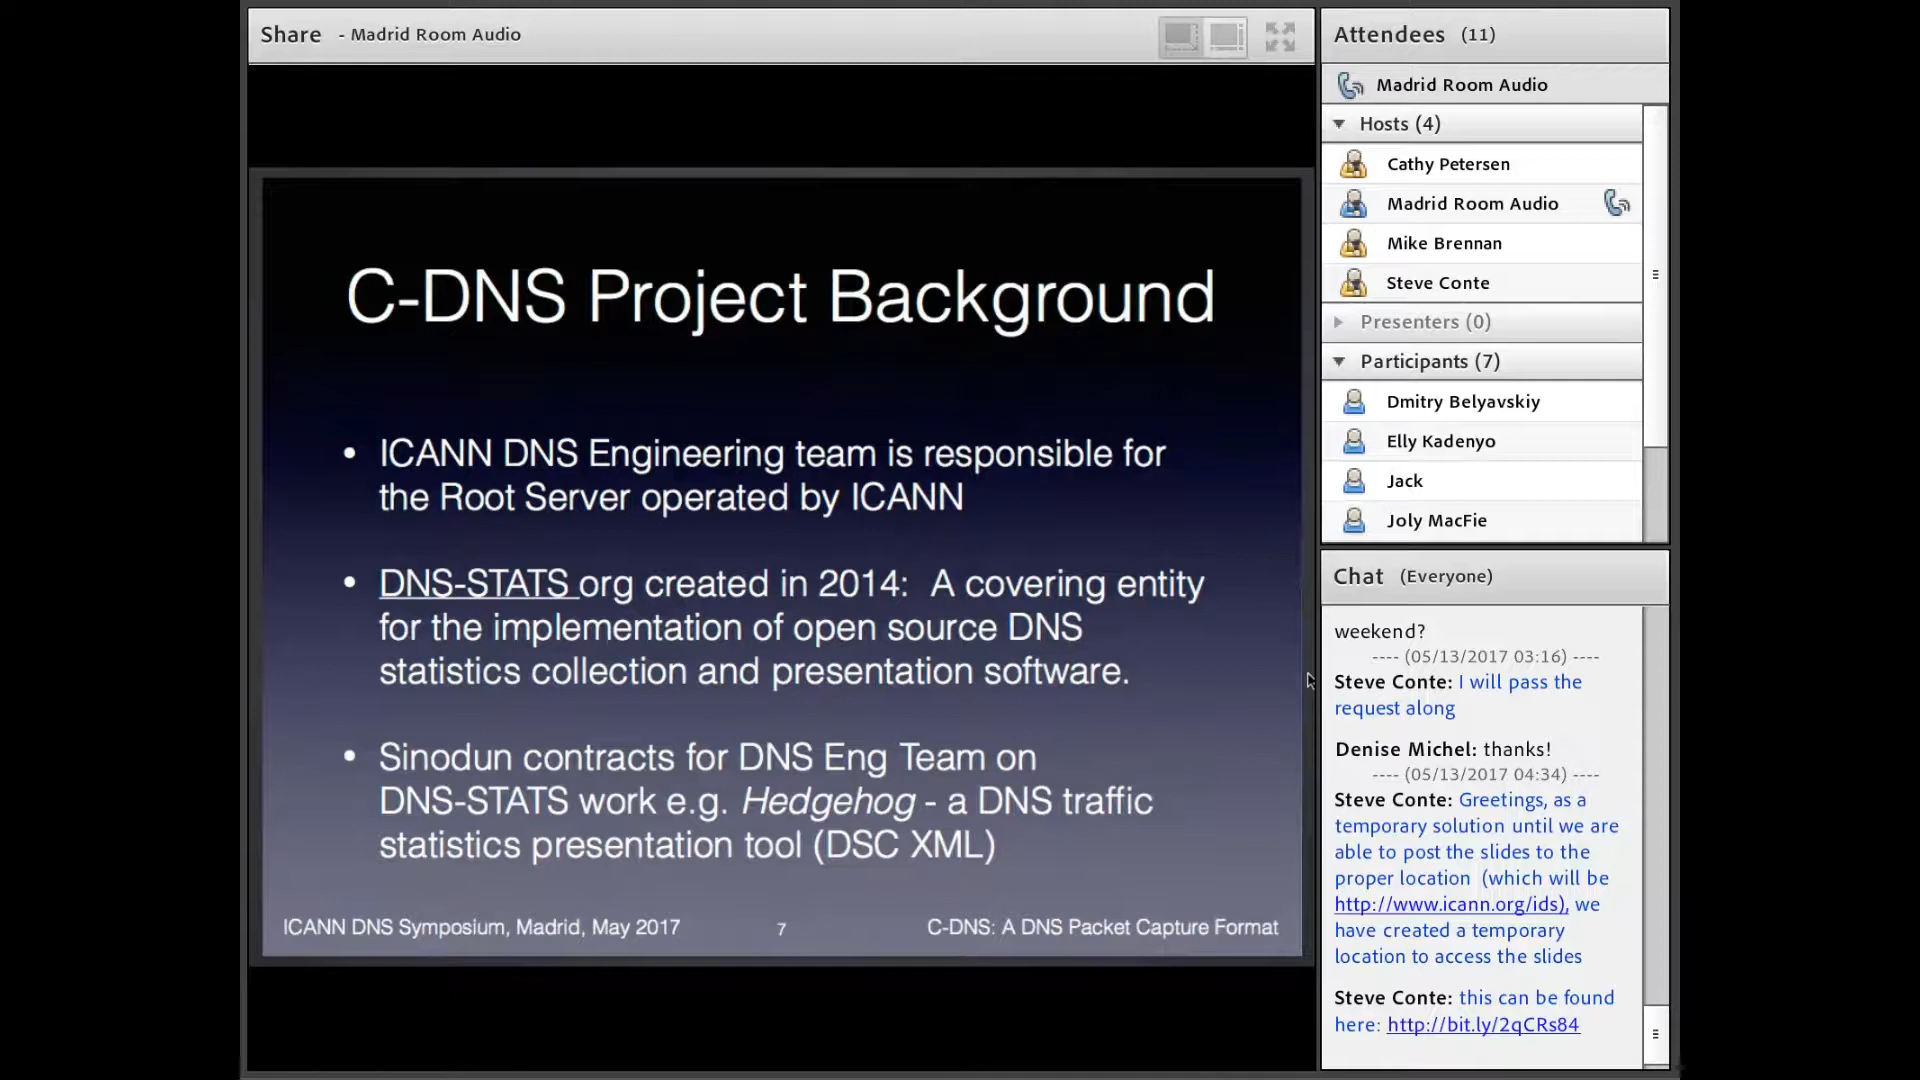 Share - Madrid Room Audio
C-DNS Project Background
• ICANN DNS Engineering team is responsible for
the Root Server operated by ICANN
• DNS-STATS org created in 2014: A covering entity
for the implementation of open source DNS
statistics collection and presentation software.
• Sinodun contracts for DNS Eng Team on
DNS-STATS work e.g. Hedgehog - a DNS traffic
statistics presentation tool (DSC XML)
ICANN DNS Symposium, Madrid, May 2017 7 C-DNS: A DNS Packet Capture Format
Attendees (11)
Madrid Room Audio
Hosts (4)
Cathy Petersen
Madrid Room Audio
Mike Brennan
Steve Conte
Presenters (0)
Participants (7)
Dmitry Belyavskiy
Elly Kadenyo
Jack
Joly MacFie
Chat (Everyone)
weekend?
---- (05/13/2017 03:16) ----
Steve Conte: I will pass the
request along
Denise Michel: thanks!
---- (05/13/2017 04:34) ----
Steve Conte: Greetings, as a
temporary solution until we are
able to post the slides to the
proper location (which will be
http://www.icann.org/ids), we
have created a temporary
location to access the slides
Steve Conte: this can be found
here: http://bit.ly/2qCRs84